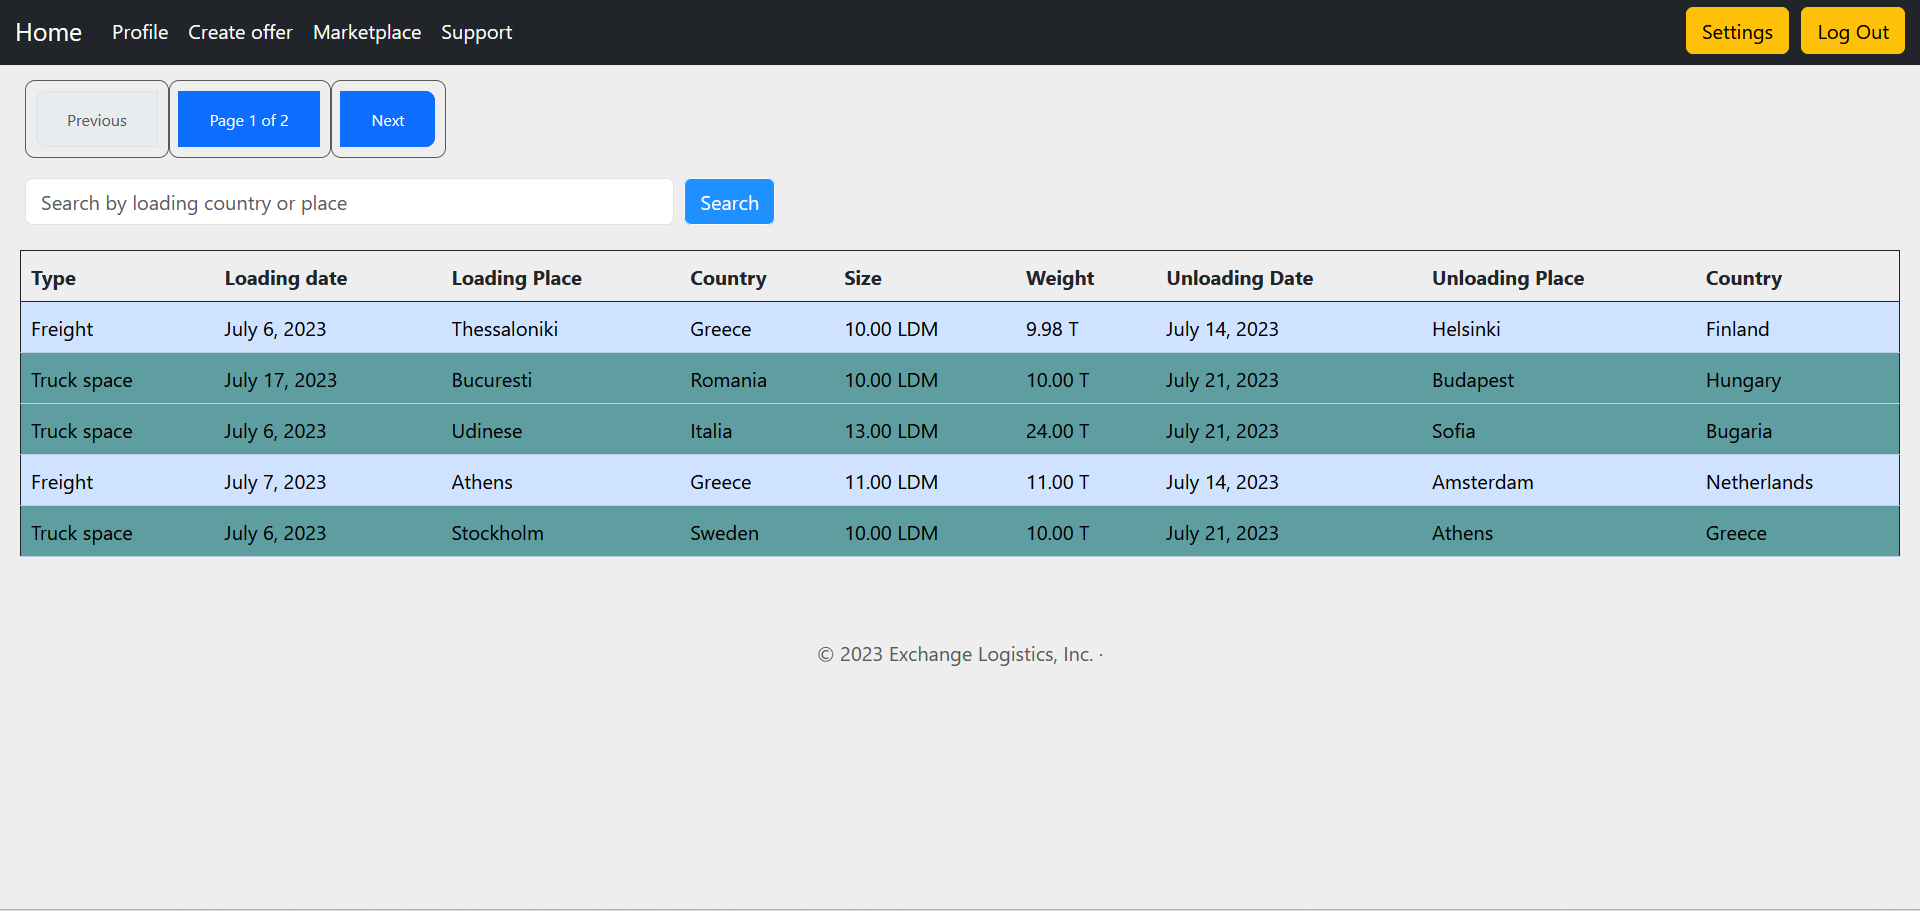 Home Profile Create offer Marketplace Support Settings Log Out
Previous Page 1 of 2 Next
Search by loading country or place Search
Type Loading date Loading Place Country Size Weight Unloading Date Unloading Place Country
Freight July 6, 2023 Thessaloniki Greece 10.00 LDM 9.98 T July 14, 2023 Helsinki Finland
Truck space July 17, 2023 Bucuresti Romania 10.00 LDM 10.00 T July 21, 2023 Budapest Hungary
Truck space July 6, 2023 Udinese Italia 13.00 LDM 24.00 T July 21, 2023 Sofia Bugaria
Freight July 7, 2023 Athens Greece 11.00 LDM 11.00 T July 14, 2023 Amsterdam Netherlands
Truck space July 6, 2023 Stockholm Sweden 10.00 LDM 10.00 T July 21, 2023 Athens Greece
© 2023 Exchange Logistics, Inc. ·